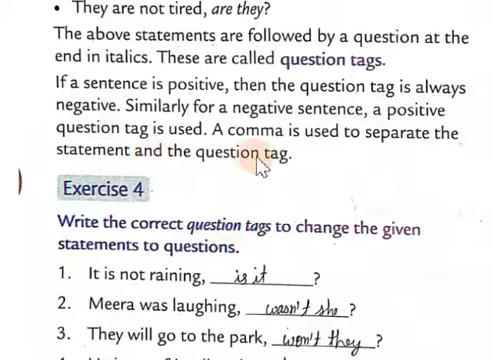 • They are not tired, are they?
The above statements are followed by a question at the
end in italics. These are called question tags.
If a sentence is positive, then the question tag is always
negative. Similarly for a negative sentence, a positive
question tag is used. A comma is used to separate the
statement and the question tag.
Exercise 4
Write the correct question tags to change the given
statements to questions.
1. It is not raining, is it ?
2. Meera was laughing, wasn't she ?
3. They will go to the park, won't they ?